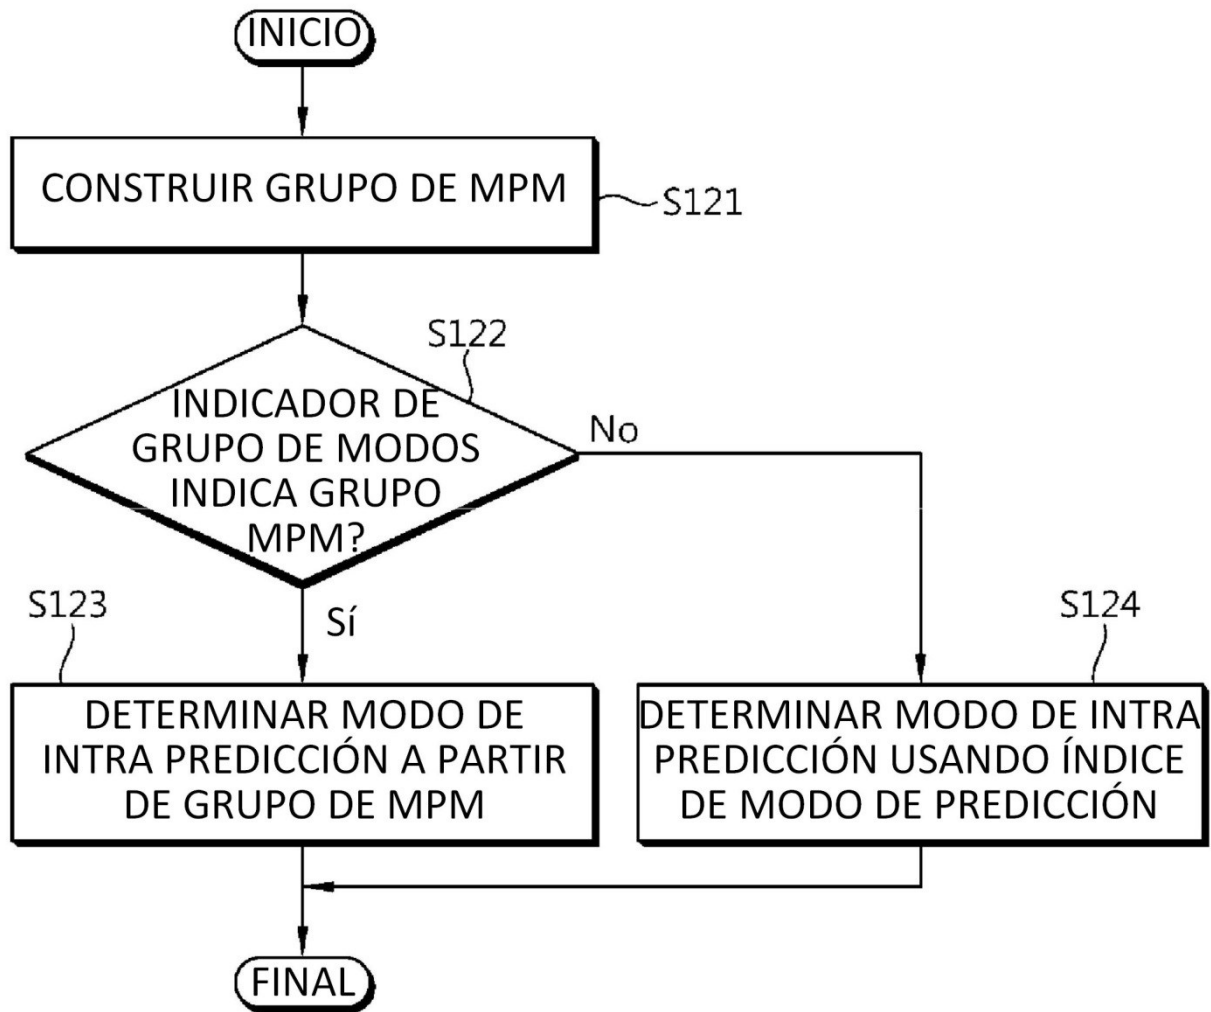 INICIO
CONSTRUIR GRUPO DE MPM
S121
S122
INDICADOR DE
GRUPO DE MODOS
INDICA GRUPO
MPM?
No
Sí
S123
DETERMINAR MODO DE
INTRA PREDICCIÓN A PARTIR
DE GRUPO DE MPM
S124
DETERMINAR MODO DE INTRA
PREDICCIÓN USANDO ÍNDICE
DE MODO DE PREDICCIÓN
FINAL